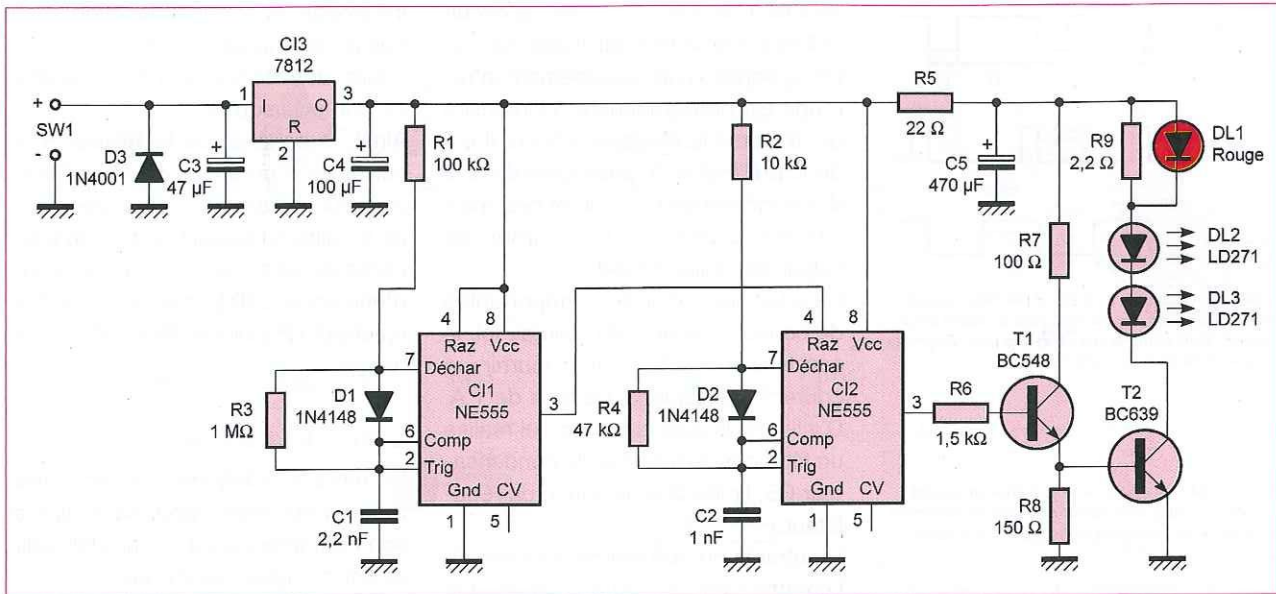 CI3
7812
+
SW1
-
1
I
O
3
R
2
D3
1N4001
+
C3
47 µF
+
C4
100 µF
R1
100 kΩ
R2
10 kΩ
R5
22 Ω
+
C5
470 µF
R9
2,2 Ω
DL1
Rouge
R7
100 Ω
DL2
LD271
DL3
LD271
4
8
Raz
Vcc
7
Déchar
CI1
NE555
3
6
Comp
2
Trig
Gnd
CV
1
5
R3
1 MΩ
D1
1N4148
C1
2,2 nF
4
8
Raz
Vcc
7
Déchar
CI2
NE555
3
6
Comp
2
Trig
Gnd
CV
1
5
R4
47 kΩ
D2
1N4148
C2
1 nF
R6
1,5 kΩ
T1
BC548
T2
BC639
R8
150 Ω